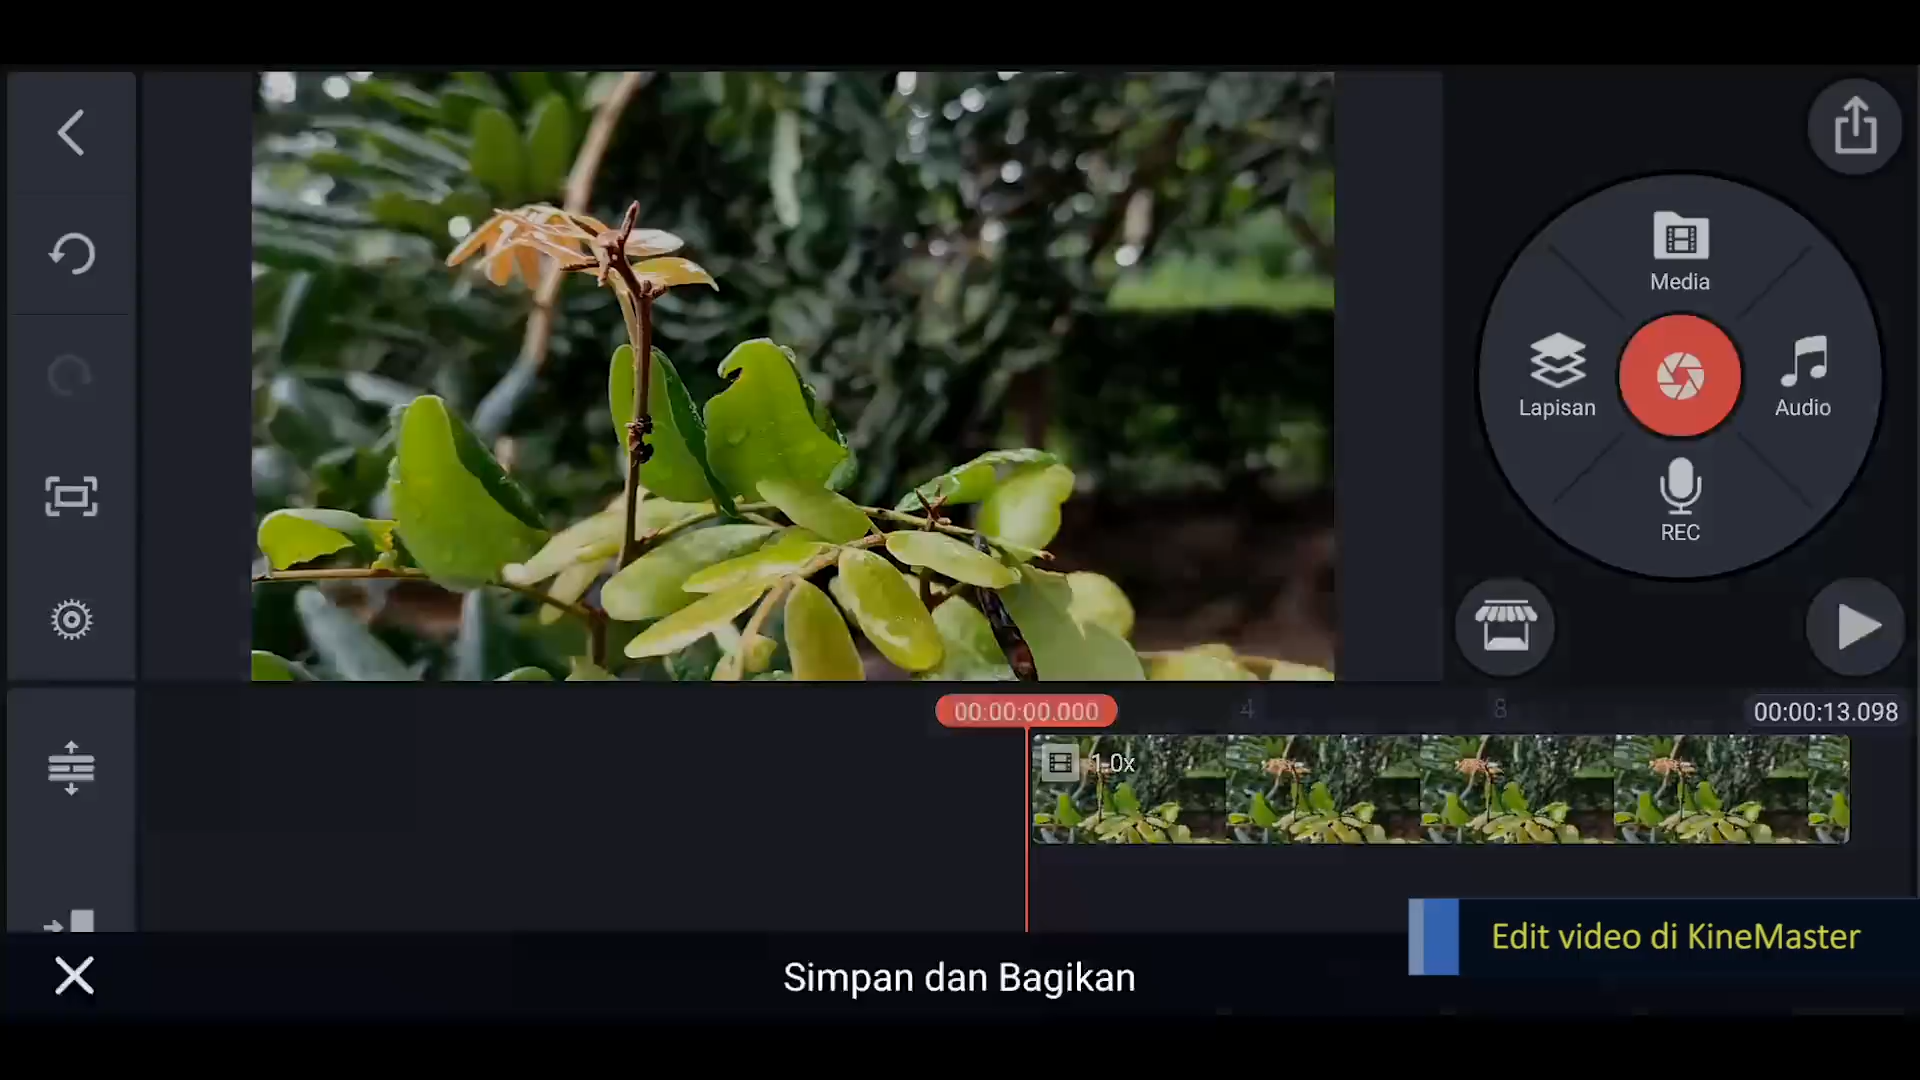 Media
Lapisan
Audio
REC
00:00:00.000
4
8
00:00:13.098
1.0x
Edit video di KineMaster
Simpan dan Bagikan